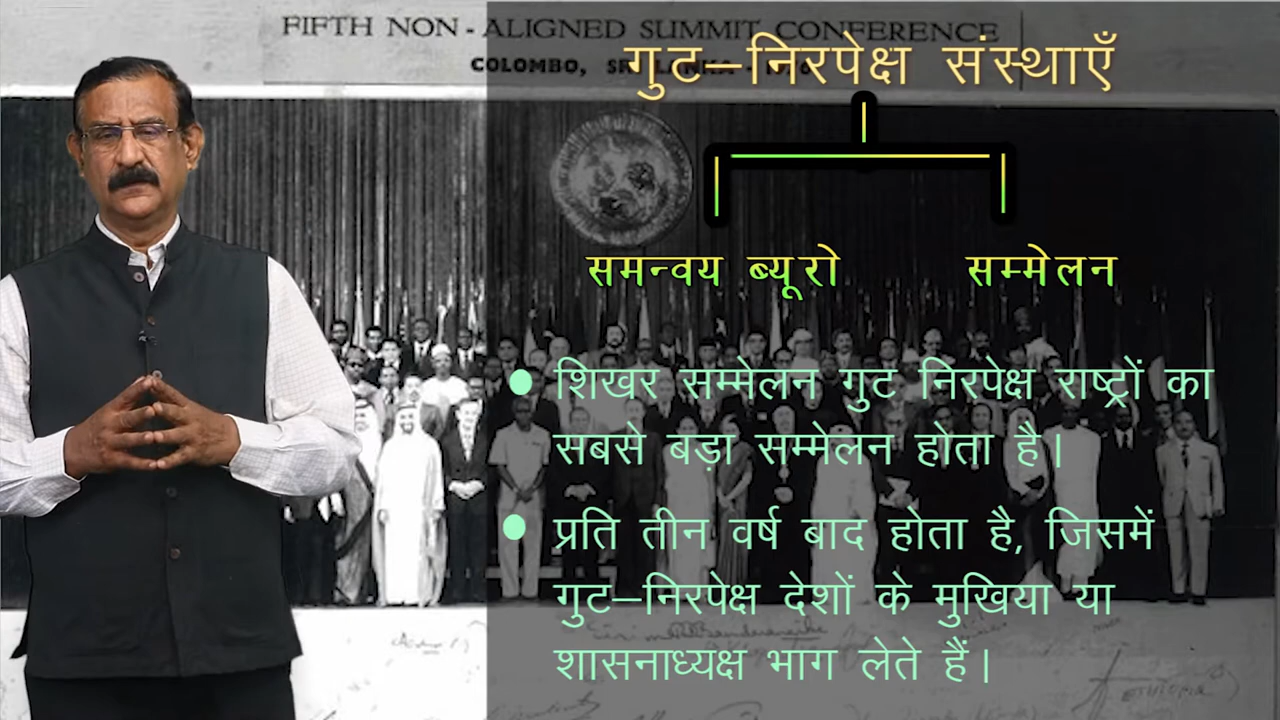 FIFTH NON-ALIGNED SUMMIT CONFERENCE
COLOMBO,
गुट–निरपेक्ष संस्थाएँ
समन्वय ब्यूरो
सम्मेलन
• शिखर सम्मेलन गुट निरपेक्ष राष्ट्रों का
सबसे बड़ा सम्मेलन होता है।
• प्रति तीन वर्ष बाद होता है, जिसमें
गुट–निरपेक्ष देशों के मुखिया या
शासनाध्यक्ष भाग लेते हैं।
ETHIOPIA